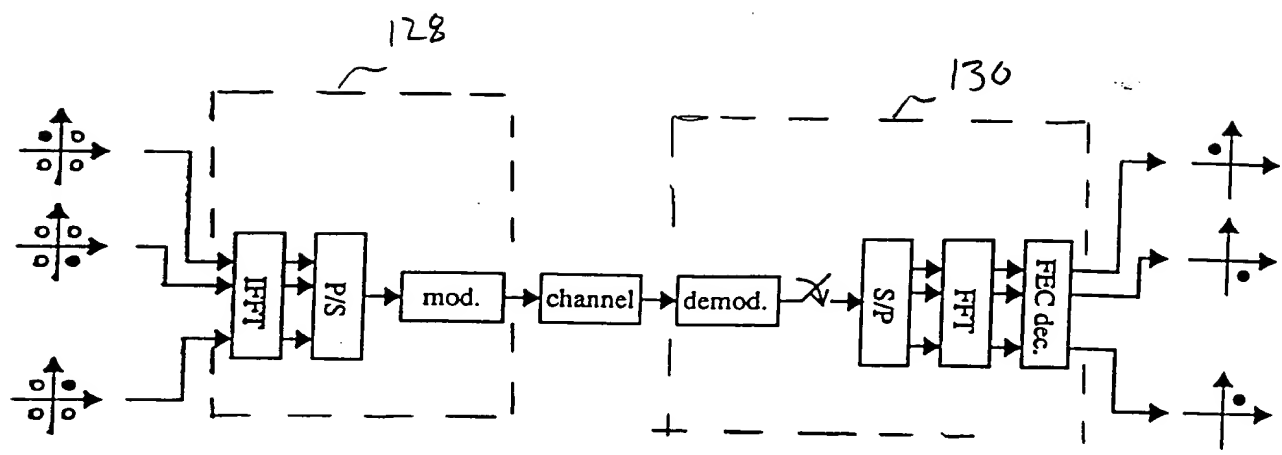 128
130
IFFT
P/S
mod.
channel
demod.
S/P
FFT
FEC dec.